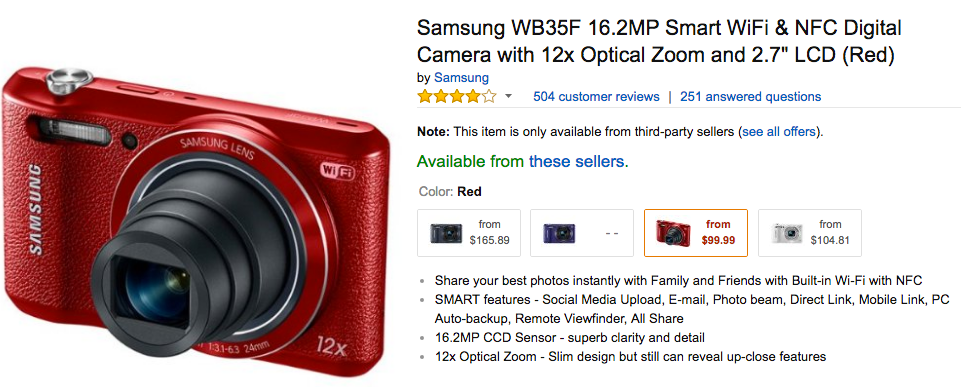 Samsung WB35F 16.2MP Smart WiFi & NFC Digital
Camera with 12x Optical Zoom and 2.7" LCD (Red)
by Samsung
504 customer reviews | 251 answered questions
Note: This item is only available from third-party sellers (see all offers).
Available from these sellers.
Color: Red
from
$165.89
- -
from
$99.99
from
$104.81
Share your best photos instantly with Family and Friends with Built-in Wi-Fi with NFC
SMART features - Social Media Upload, E-mail, Photo beam, Direct Link, Mobile Link, PC
Auto-backup, Remote Viewfinder, All Share
16.2MP CCD Sensor - superb clarity and detail
12x Optical Zoom - Slim design but still can reveal up-close features
SAMSUNG
SAMSUNG LENS
WiFi
1:3.1-6.3 24mm
12x